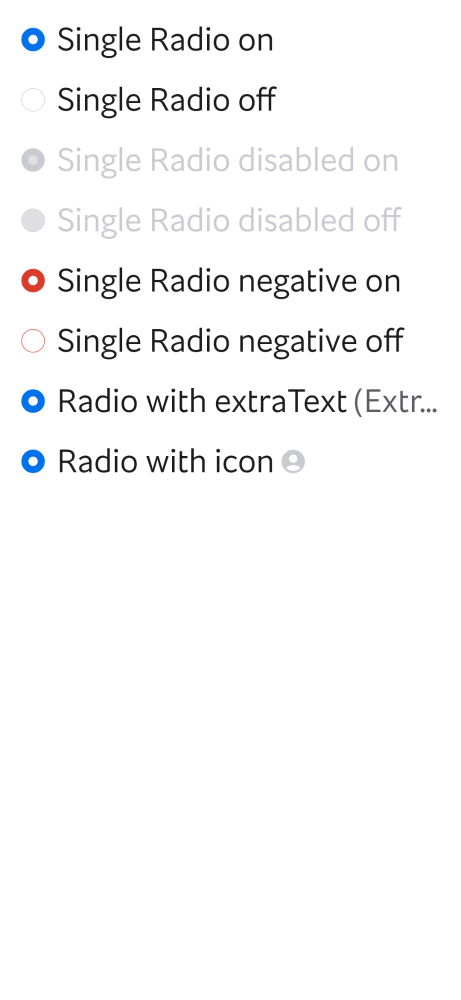 Single Radio on
Single Radio off
Single Radio disabled on
Single Radio disabled off
Single Radio negative on
Single Radio negative off
Radio with extraText (Extr...
Radio with icon